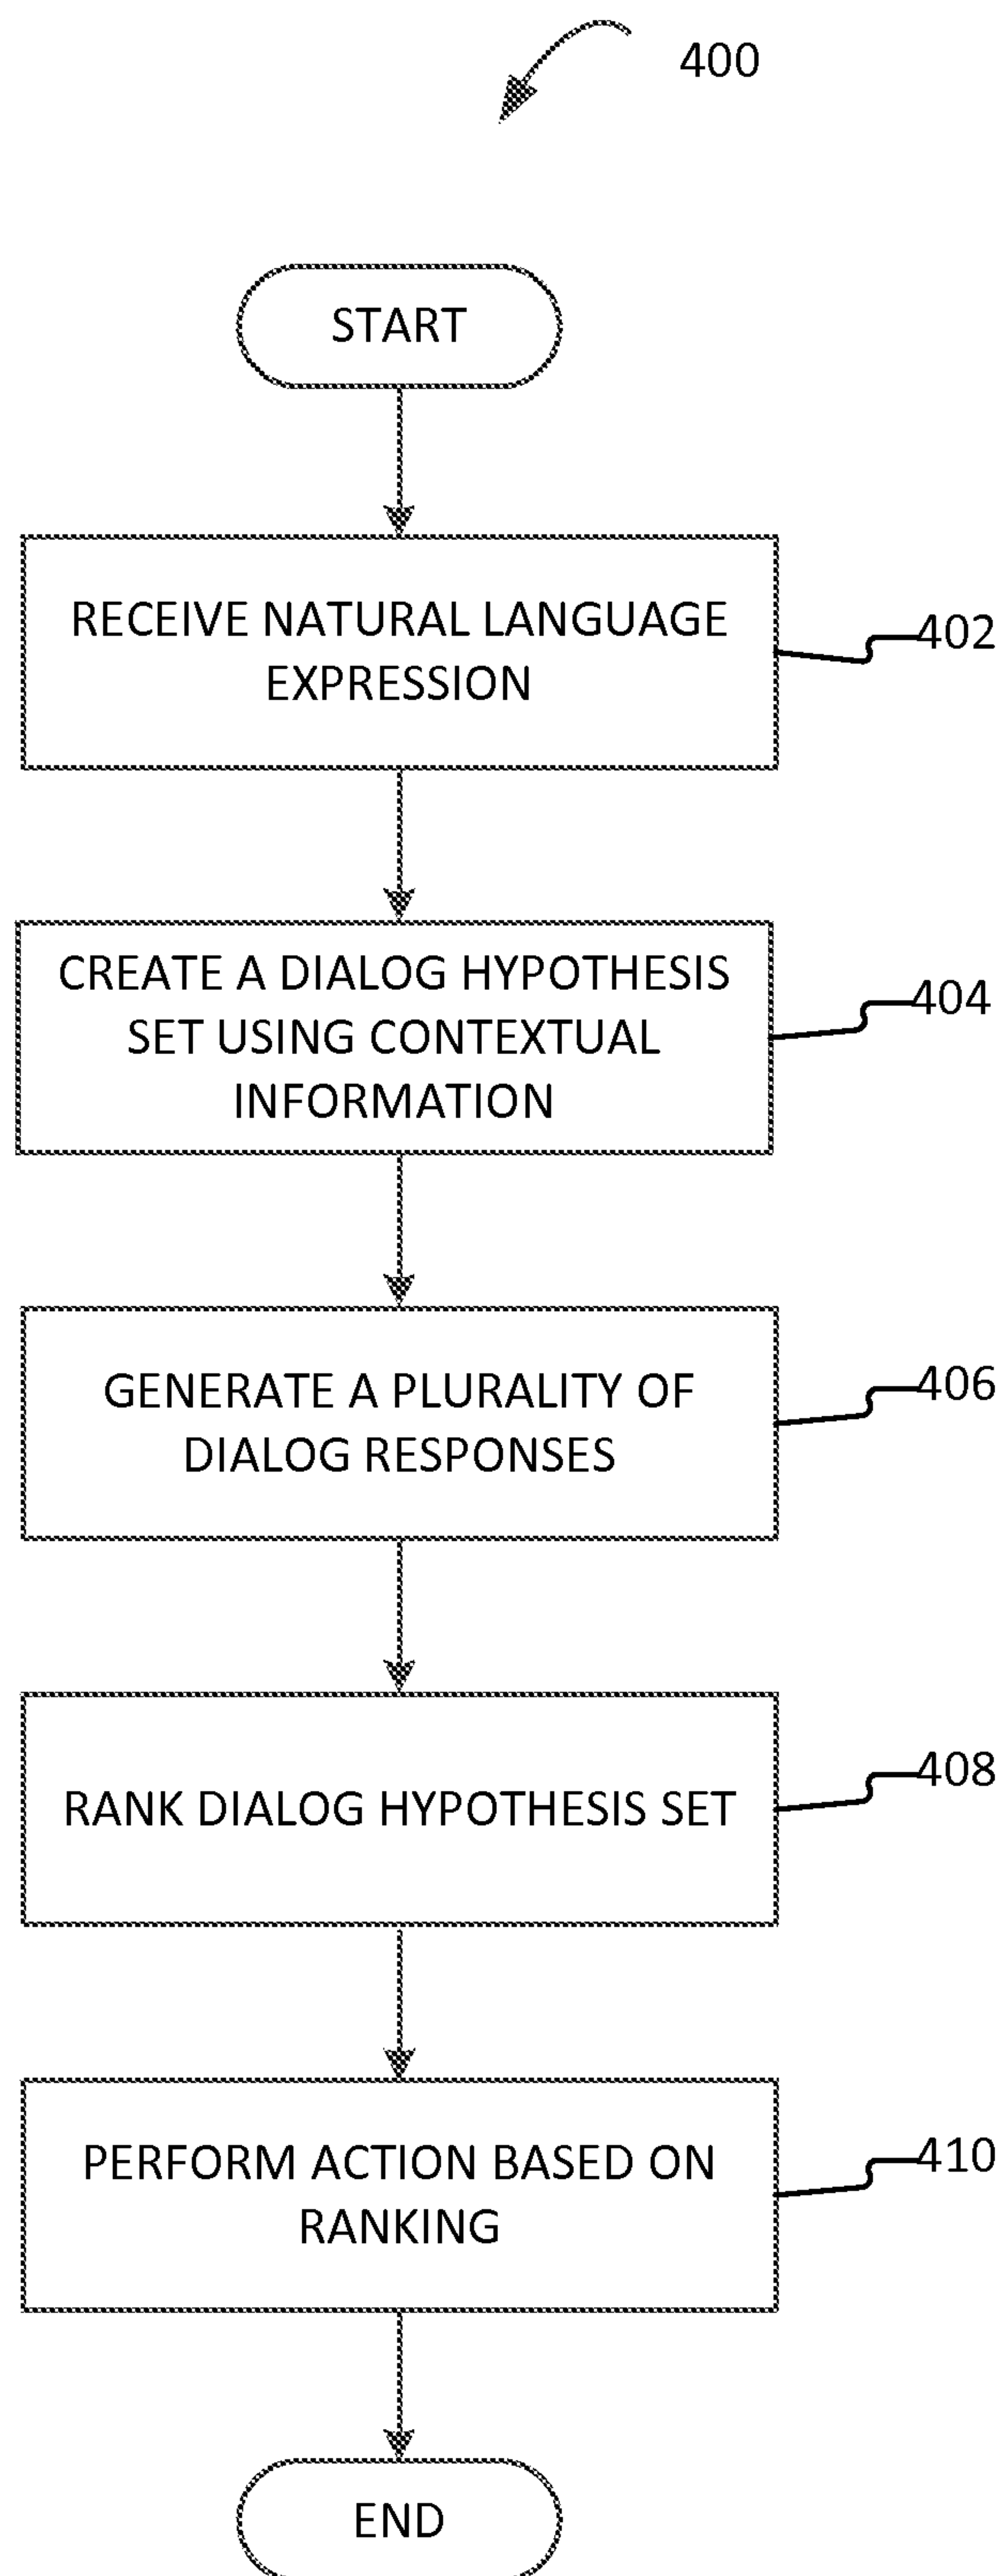 400
START
RECEIVE NATURAL LANGUAGE
EXPRESSION
402
CREATE A DIALOG HYPOTHESIS
SET USING CONTEXTUAL
INFORMATION
404
GENERATE A PLURALITY OF
DIALOG RESPONSES
406
RANK DIALOG HYPOTHESIS SET
408
PERFORM ACTION BASED ON
RANKING
410
END